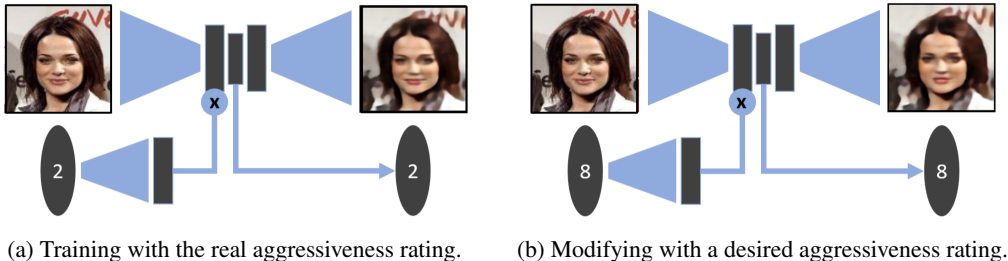 x x
2 2 8 8
(a) Training with the real aggressiveness rating. (b) Modifying with a desired aggressiveness rating.